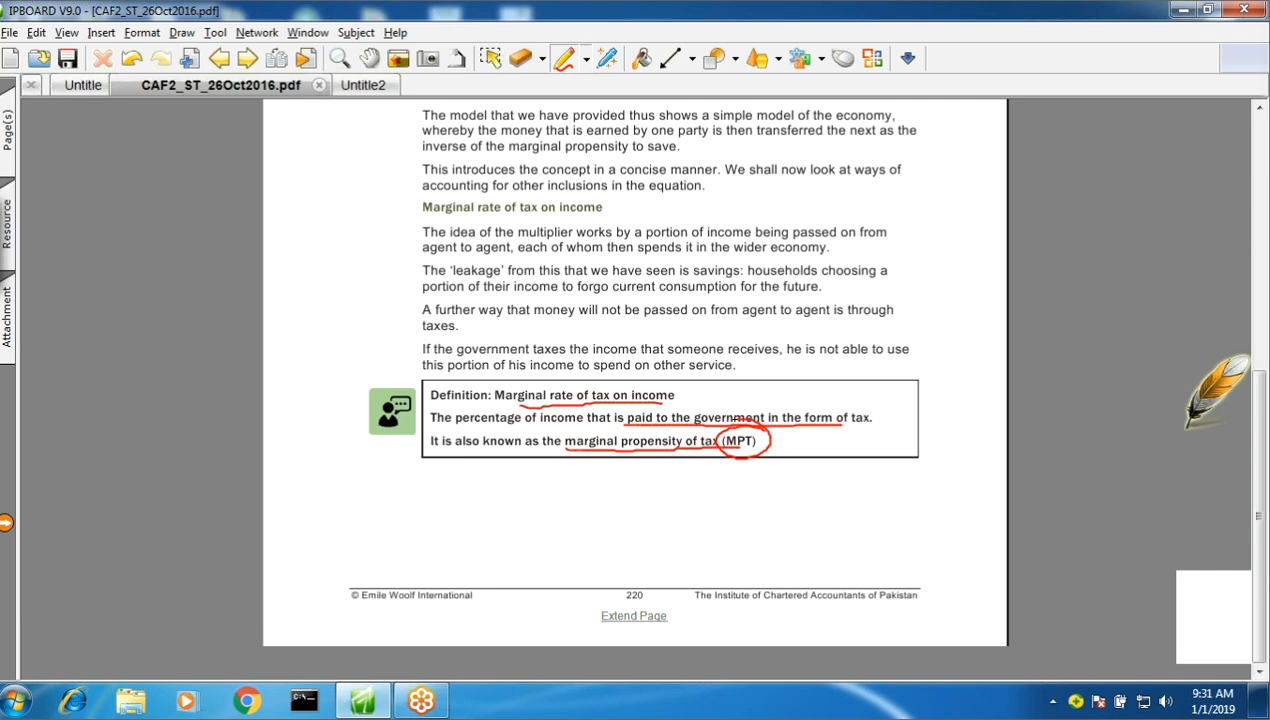 IPBOARD V9.0 - [CAF2_ST_26Oct2016.pdf]
File Edit View Insert Format Draw Tool Network Window Subject Help
Untitle CAF2_ST_26Oct2016.pdf Untitle2
Page(s)
Resource
Attachment
The model that we have provided thus shows a simple model of the economy,
whereby the money that is earned by one party is then transferred the next as the
inverse of the marginal propensity to save.
This introduces the concept in a concise manner. We shall now look at ways of
accounting for other inclusions in the equation.
Marginal rate of tax on income
The idea of the multiplier works by a portion of income being passed on from
agent to agent, each of whom then spends it in the wider economy.
The ‘leakage’ from this that we have seen is savings: households choosing a
portion of their income to forgo current consumption for the future.
A further way that money will not be passed on from agent to agent is through
taxes.
If the government taxes the income that someone receives, he is not able to use
this portion of his income to spend on other service.
Definition: Marginal rate of tax on income
The percentage of income that is paid to the government in the form of tax.
It is also known as the marginal propensity of tax (MPT)
© Emile Woolf International 220 The Institute of Chartered Accountants of Pakistan
Extend Page
9:31 AM
1/1/2019